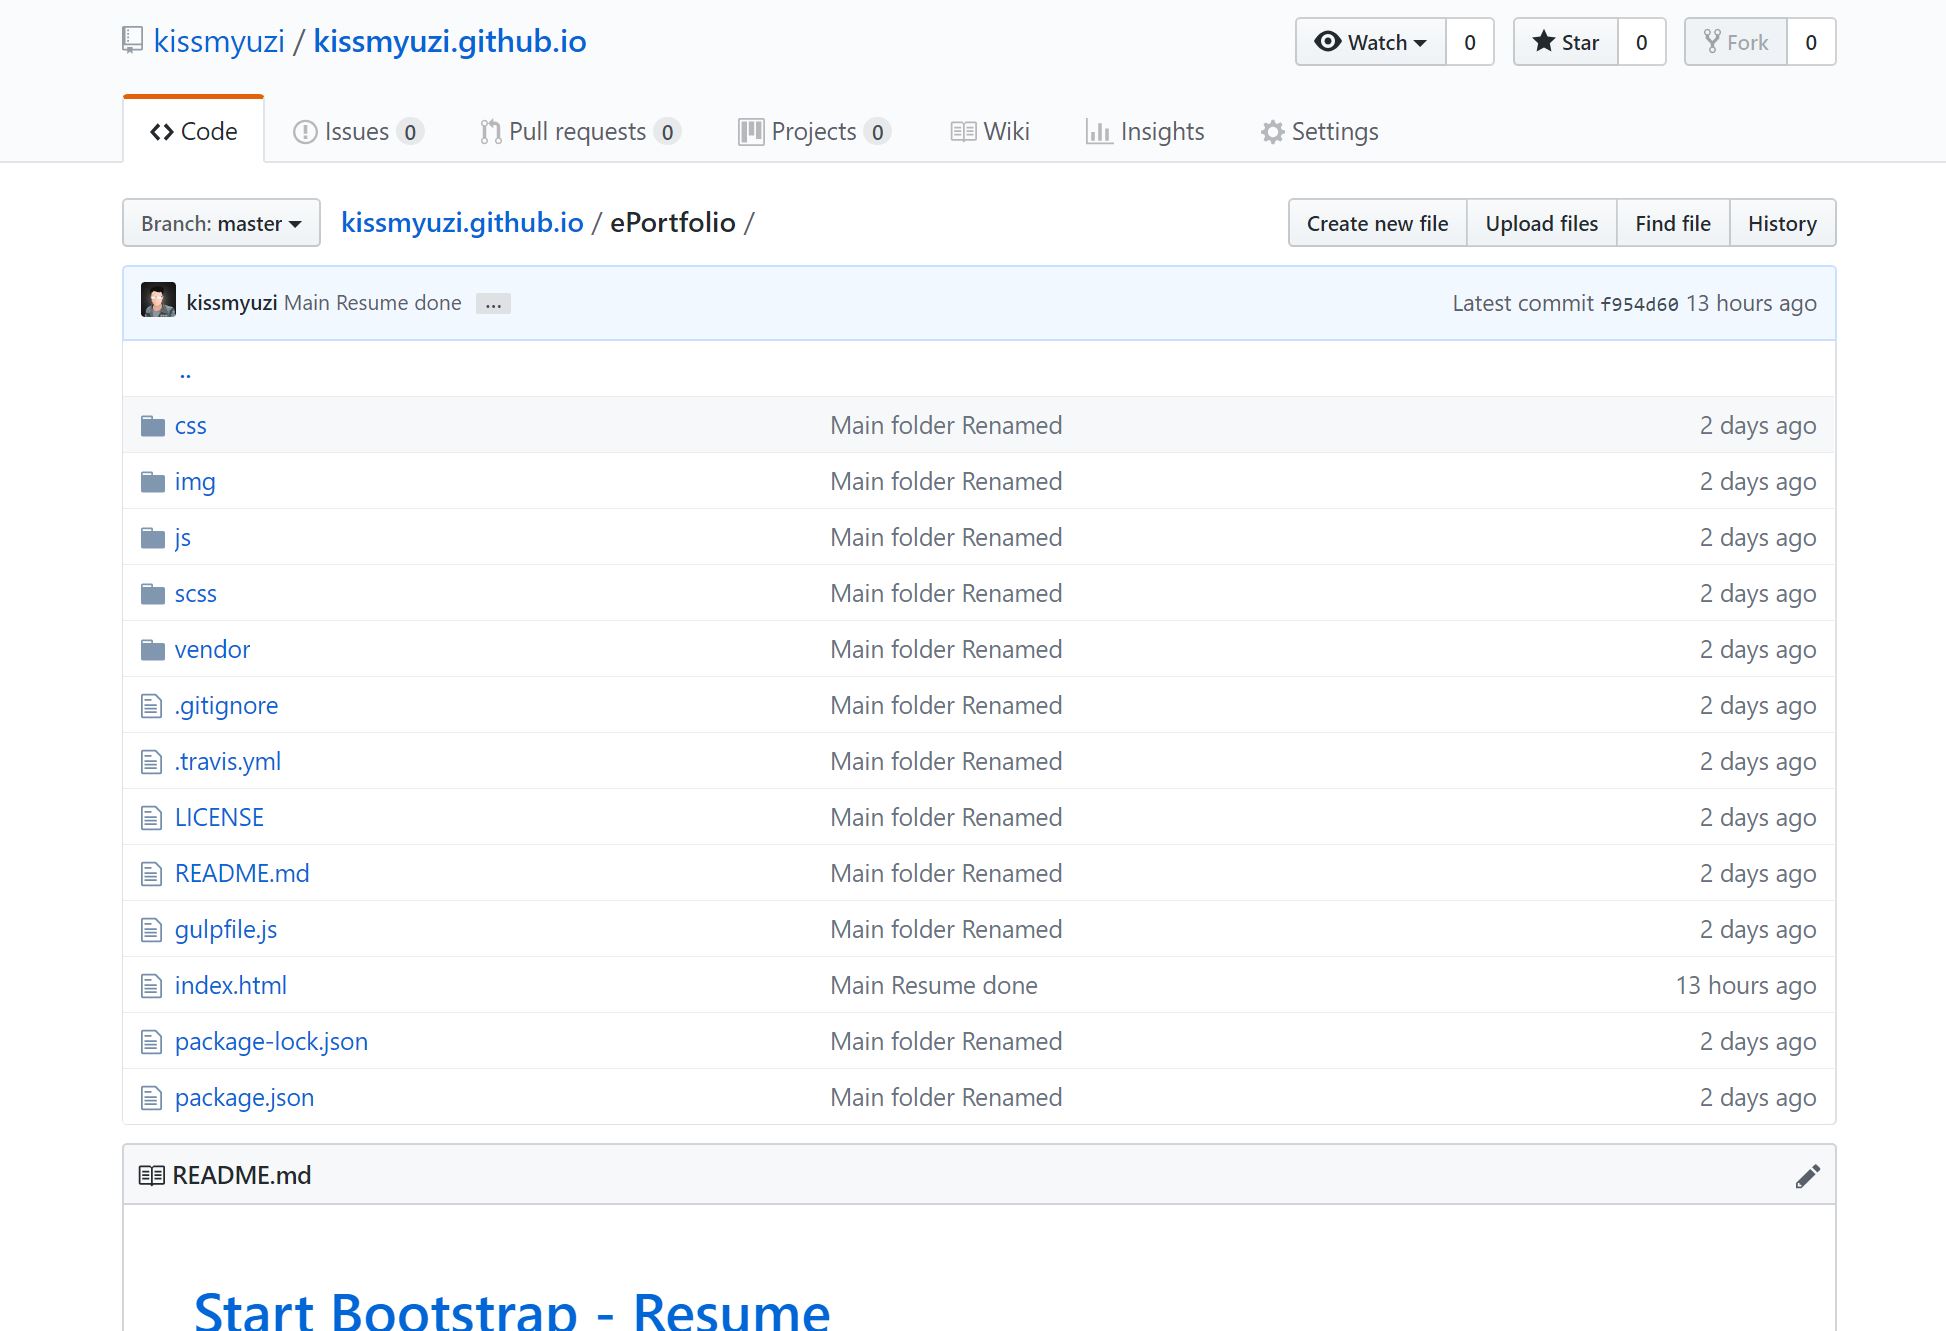 kissmyuzi / kissmyuzi.github.io Watch 0 Star 0 Fork 0
Code Issues 0 Pull requests 0 Projects 0 Wiki Insights Settings
Branch: master kissmyuzi.github.io / ePortfolio / Create new file Upload files Find file History
kissmyuzi Main Resume done ... Latest commit f954d60 13 hours ago
..
css Main folder Renamed 2 days ago
img Main folder Renamed 2 days ago
js Main folder Renamed 2 days ago
scss Main folder Renamed 2 days ago
vendor Main folder Renamed 2 days ago
.gitignore Main folder Renamed 2 days ago
.travis.yml Main folder Renamed 2 days ago
LICENSE Main folder Renamed 2 days ago
README.md Main folder Renamed 2 days ago
gulpfile.js Main folder Renamed 2 days ago
index.html Main Resume done 13 hours ago
package-lock.json Main folder Renamed 2 days ago
package.json Main folder Renamed 2 days ago
README.md
Start Bootstrap - Resume